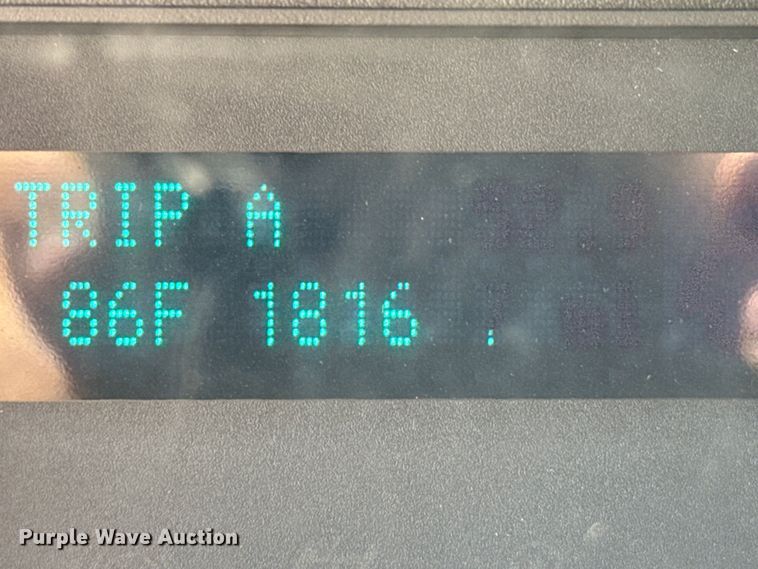 TRIP A
86F 1816 .
Purple Wave Auction